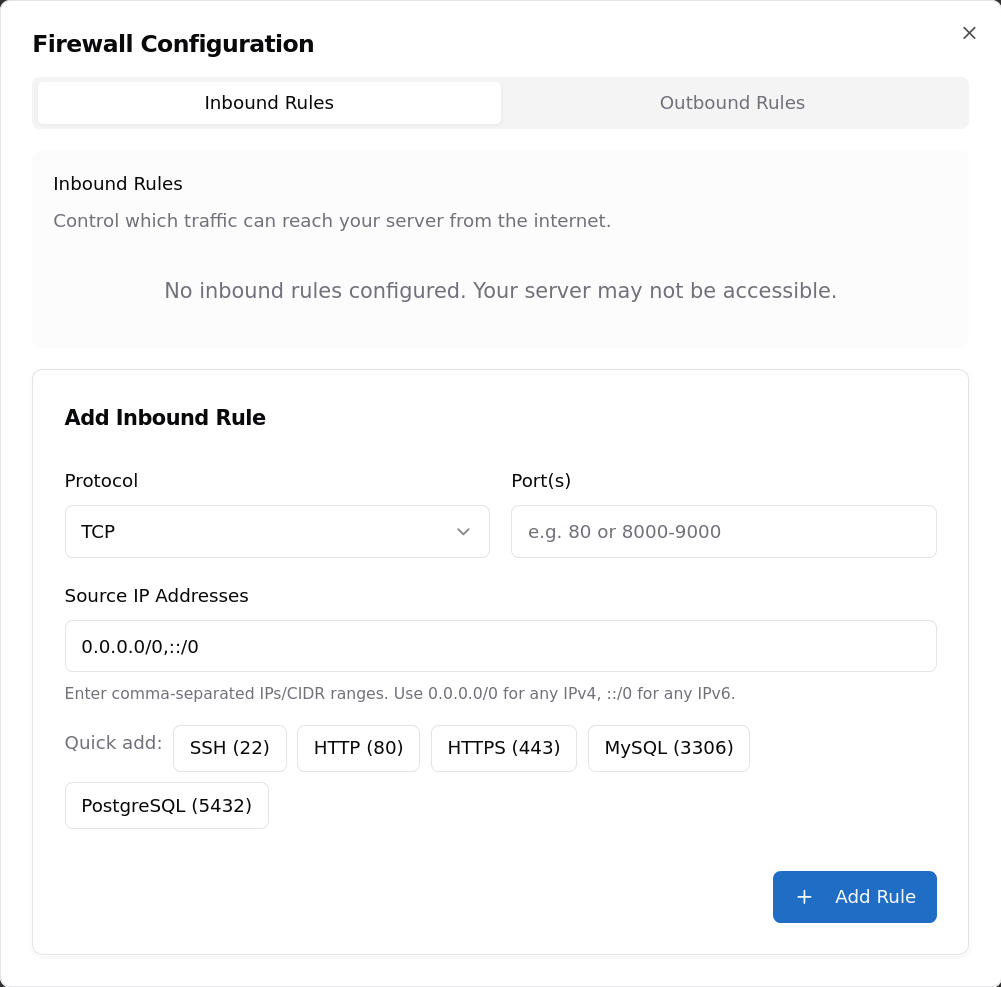 Firewall Configuration
Inbound Rules
Outbound Rules
Inbound Rules
Control which traffic can reach your server from the internet.
No inbound rules configured. Your server may not be accessible.
Add Inbound Rule
Protocol
Port(s)
TCP
e.g. 80 or 8000-9000
Source IP Addresses
0.0.0.0/0,::/0
Enter comma-separated IPs/CIDR ranges. Use 0.0.0.0/0 for any IPv4, ::/0 for any IPv6.
Quick add: SSH (22) HTTP (80) HTTPS (443) MySQL (3306)
PostgreSQL (5432)
Add Rule